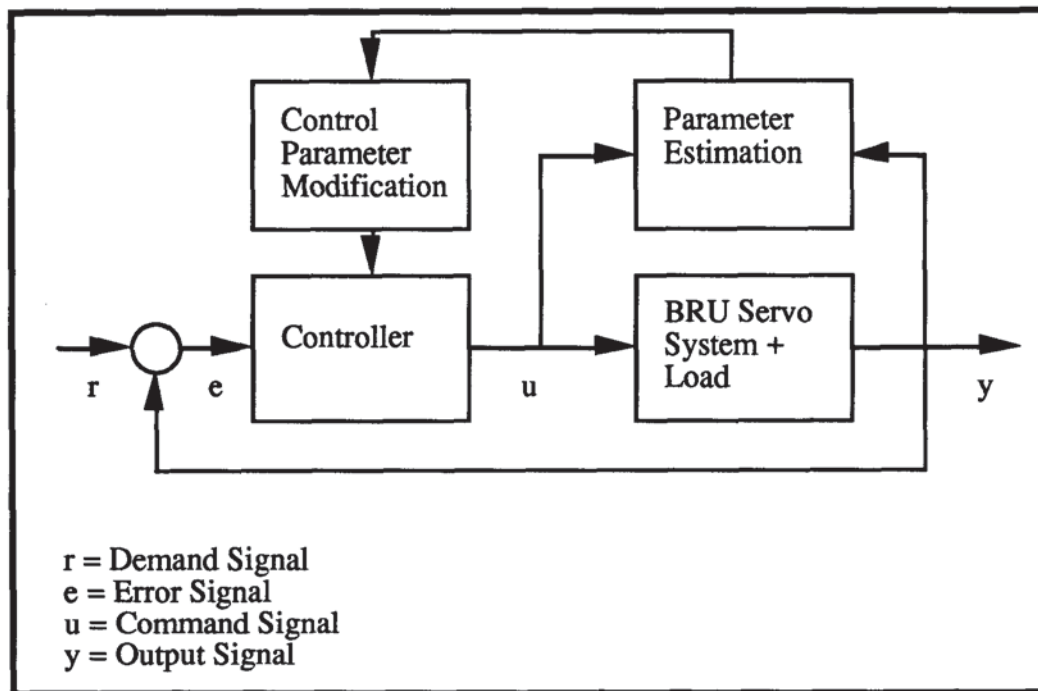 Control
Parameter
Modification
Parameter
Estimation
Controller
BRU Servo
System +
Load
r
e
u
y
r = Demand Signal
e = Error Signal
u = Command Signal
y = Output Signal